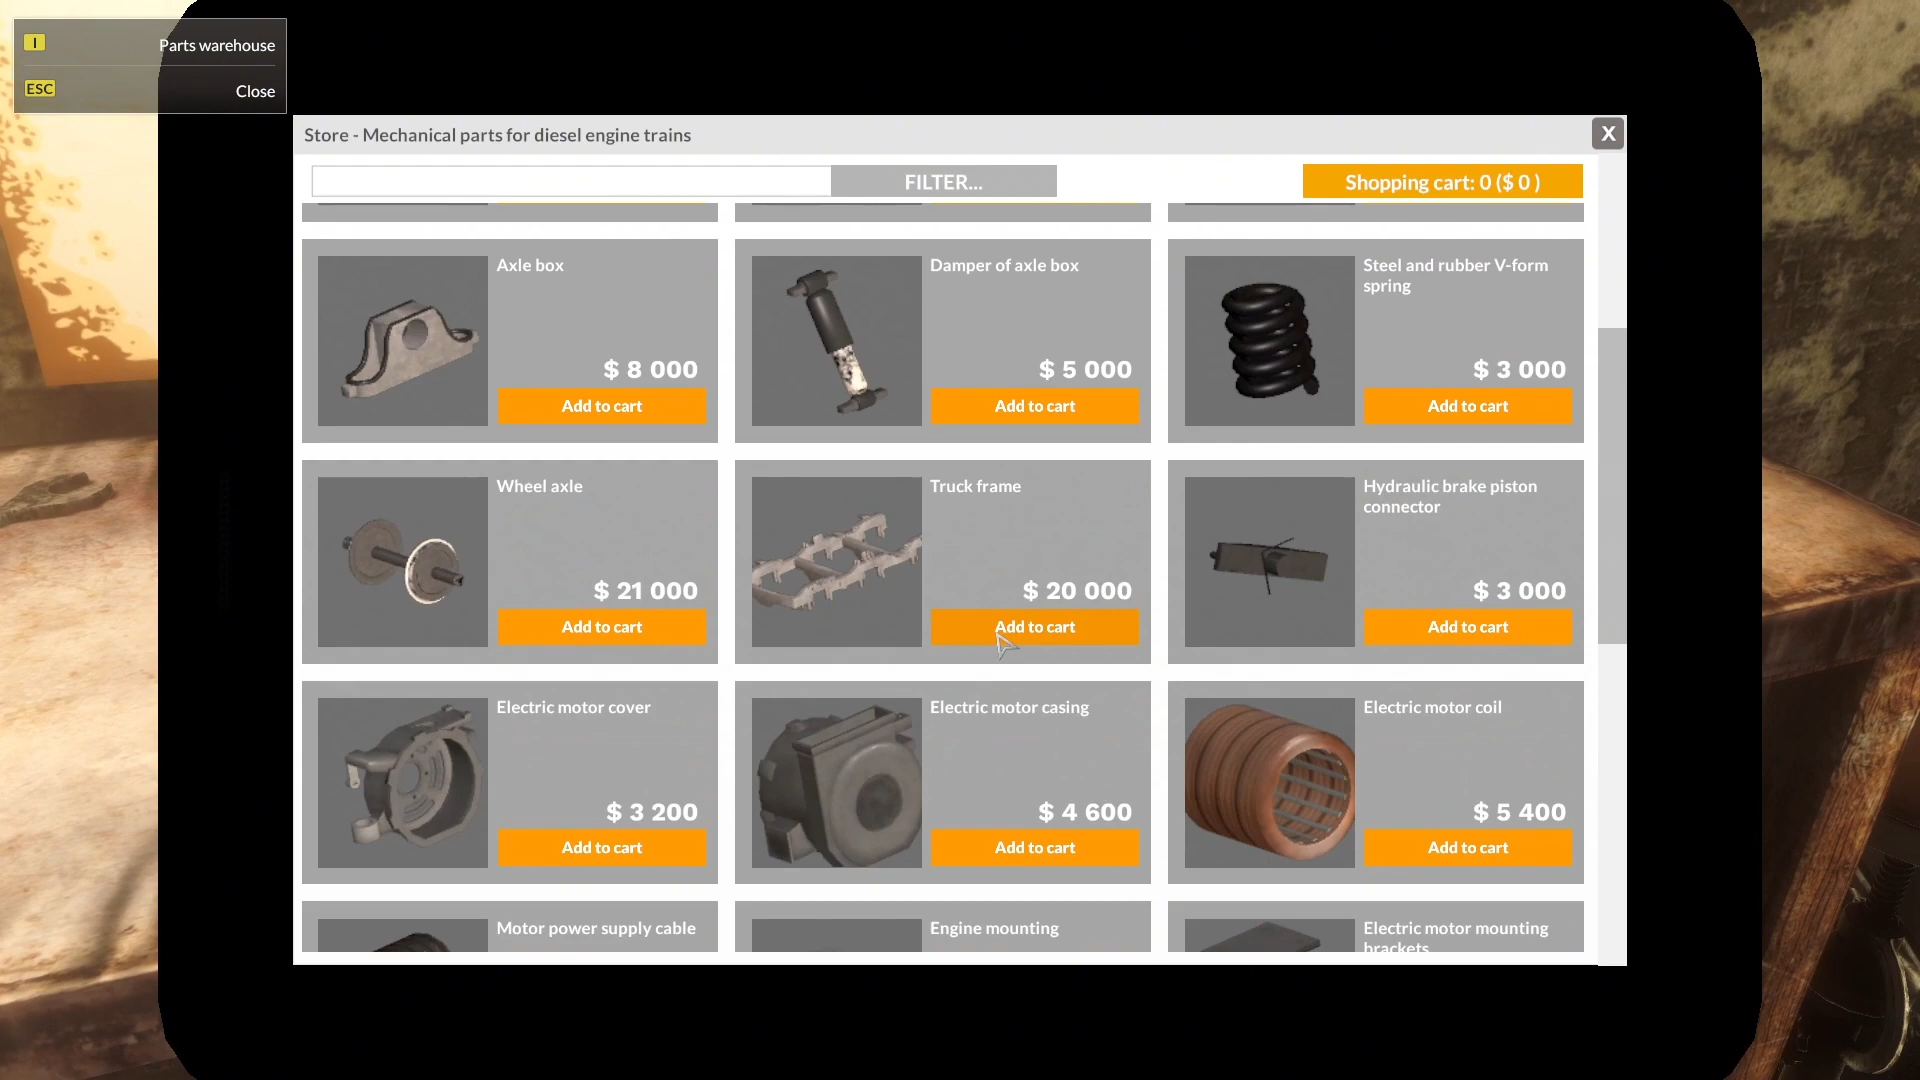 I Parts warehouse
ESC Close
Store - Mechanical parts for diesel engine trains
X
FILTER...
Shopping cart: 0 ($ 0 )
Axle box
$ 8 000
Add to cart
Damper of axle box
$ 5 000
Add to cart
Steel and rubber V-form
spring
$ 3 000
Add to cart
Wheel axle
$ 21 000
Add to cart
Truck frame
$ 20 000
Add to cart
Hydraulic brake piston
connector
$ 3 000
Add to cart
Electric motor cover
$ 3 200
Add to cart
Electric motor casing
$ 4 600
Add to cart
Electric motor coil
$ 5 400
Add to cart
Motor power supply cable
Engine mounting
Electric motor mounting
brackets